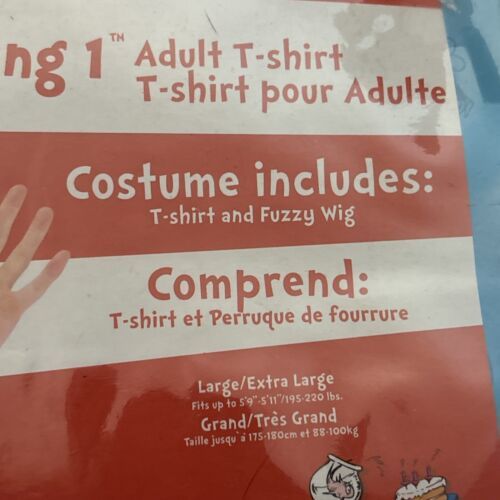 ng 1™ Adult T-shirt
T-shirt pour Adulte
Costume includes:
T-shirt and Fuzzy Wig
Comprend:
T-shirt et Perruque de fourrure
Large/Extra Large
Fits up to 5'9"-5'11"/195-220 lbs.
Grand/Très Grand
Taille jusqu'à 175-180cm et 88-100kg